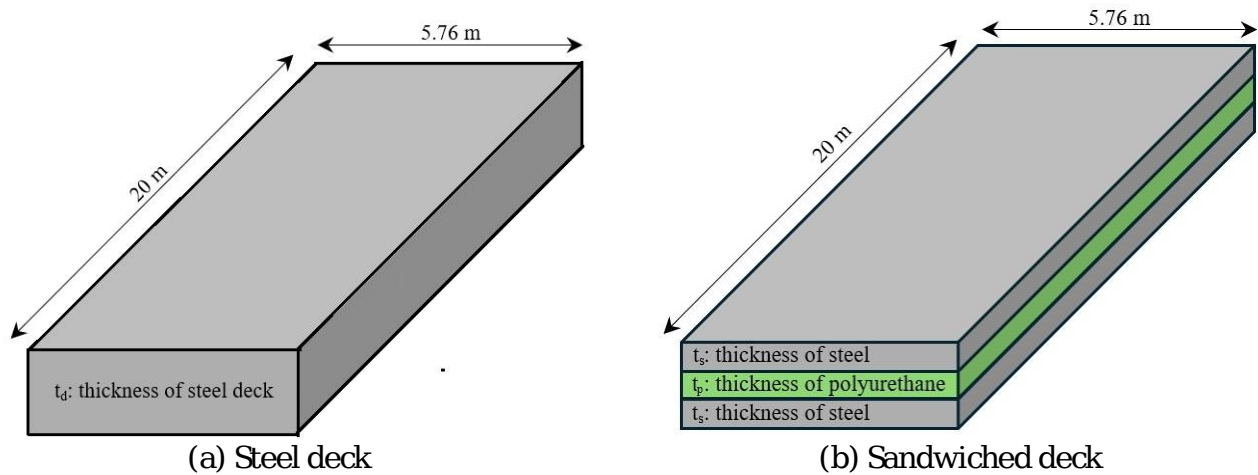 5.76 m
20 m
t_d: thickness of steel deck
(a) Steel deck
5.76 m
20 m
t_s: thickness of steel
t_p: thickness of polyurethane
t_s: thickness of steel
(b) Sandwiched deck